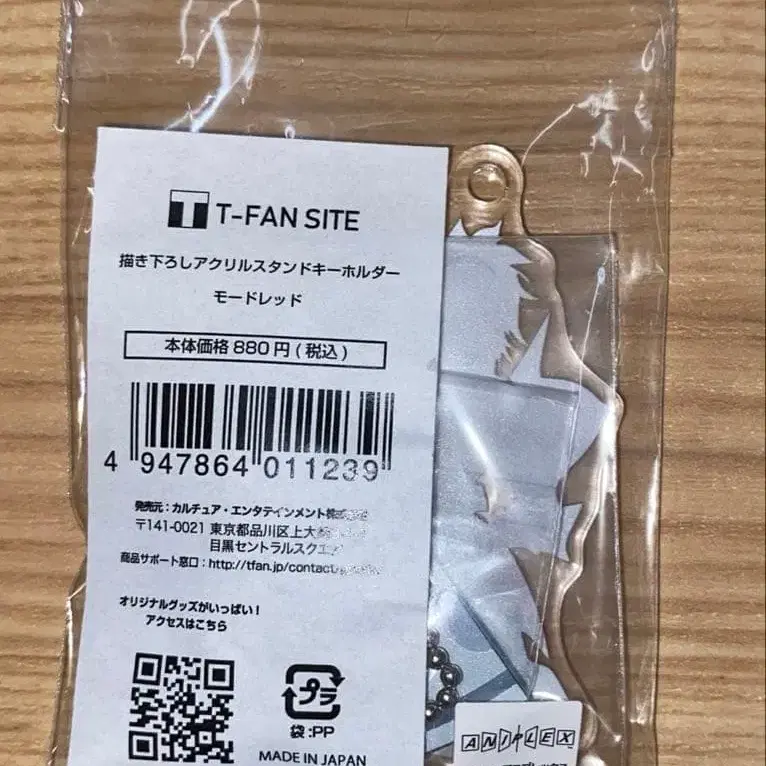 T-FAN SITE
描き下ろしアクリルスタンドキーホルダー
モードレッド
本体価格 880 円 ( 税込 )
4 947864 011239
発売元：カルチュア・エンタテインメント株式会社
〒141-0021 東京都品川区上大
目黒セントラルスクエ
商品サポート窓口：http://tfan.jp/contact
オリジナルグッズがいっぱい！
アクセスはこちら
プラ
袋：PP
MADE IN JAPAN
ANIPLEX